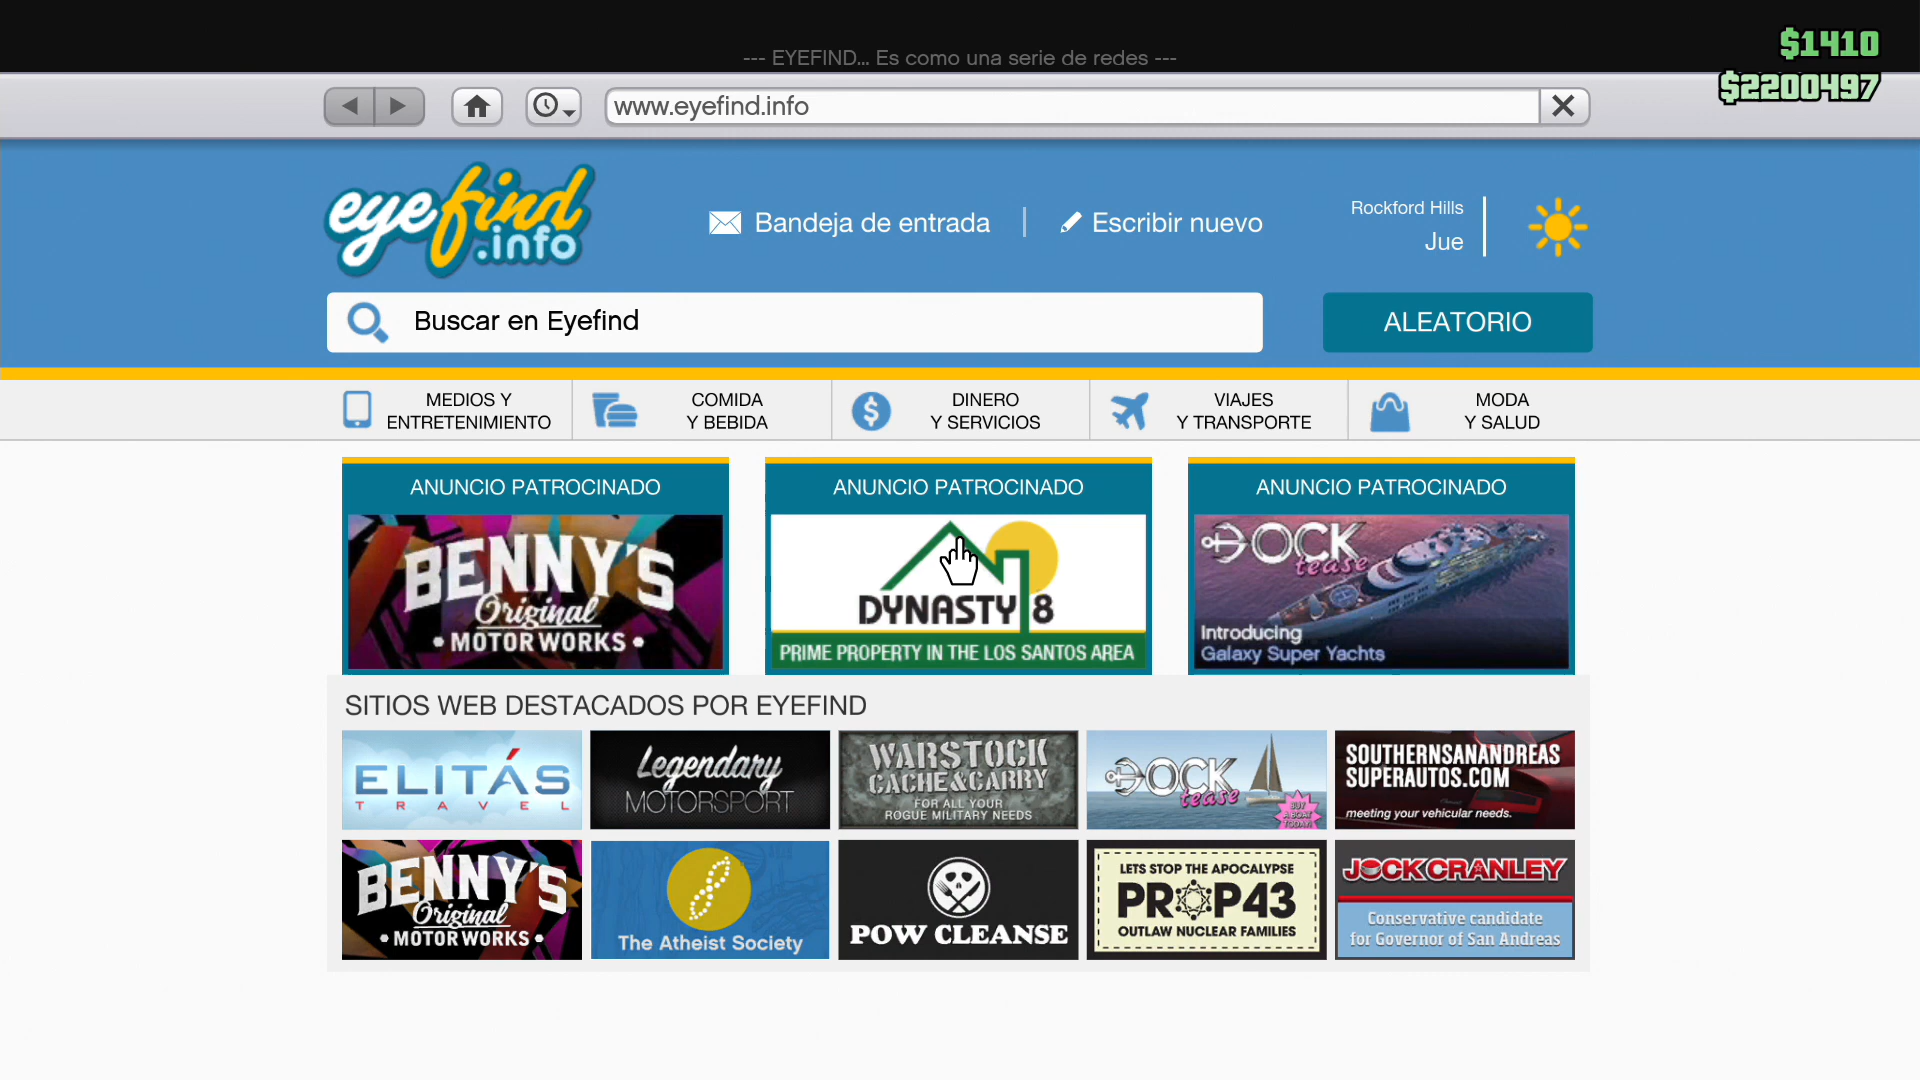 --- EYEFIND... Es como una serie de redes ---
$1410
$2200497
www.eyefind.info
eyefind
.info
Bandeja de entrada
Escribir nuevo
Rockford Hills
Jue
Buscar en Eyefind
ALEATORIO
MEDIOS Y
ENTRETENIMIENTO
COMIDA
Y BEBIDA
DINERO
Y SERVICIOS
VIAJES
Y TRANSPORTE
MODA
Y SALUD
ANUNCIO PATROCINADO
BENNY'S
Original
MOTOR WORKS
ANUNCIO PATROCINADO
DYNASTY 8
PRIME PROPERTY IN THE LOS SANTOS AREA
ANUNCIO PATROCINADO
DOCK
tease
Introducing
Galaxy Super Yachts
SITIOS WEB DESTACADOS POR EYEFIND
ELITÁS
TRAVEL
Legendary
MOTORSPORT
WARSTOCK
CACHE & CARRY
FOR ALL YOUR
ROGUE MILITARY NEEDS
DOCK
tease
BUY
A BOAT
TODAY!
SOUTHERNSANANDREAS
SUPERAUTOS.COM
meeting your vehicular needs.
BENNY'S
Original
MOTOR WORKS
The Atheist Society
POW CLEANSE
LETS STOP THE APOCALYPSE
PROP43
OUTLAW NUCLEAR FAMILIES
JOCK CRANLEY
Conservative candidate
for Governor of San Andreas